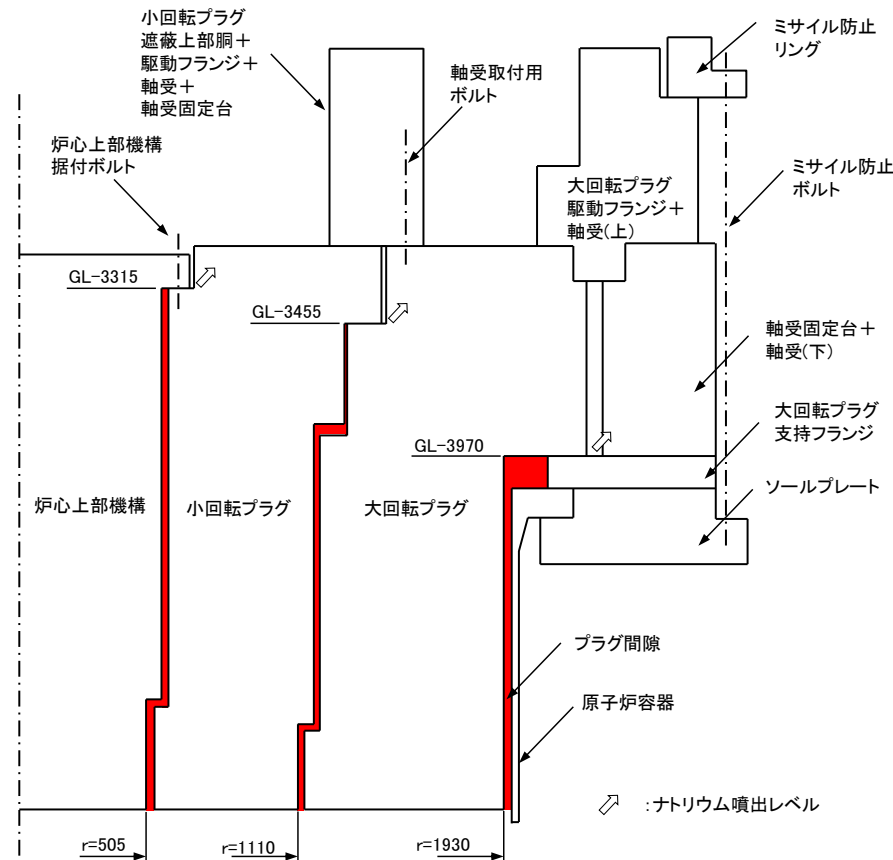 小回転プラグ
遮蔽上部胴＋
駆動フランジ＋
軸受＋
軸受固定台
軸受取付用
ボルト
ミサイル防止
リング
炉心上部機構
据付ボルト
大回転プラグ
駆動フランジ＋
軸受(上)
ミサイル防止
ボルト
GL-3315
GL-3455
軸受固定台＋
軸受(下)
大回転プラグ
支持フランジ
GL-3970
ソールプレート
炉心上部機構
小回転プラグ
大回転プラグ
プラグ間隙
原子炉容器
:ナトリウム噴出レベル
r=505
r=1110
r=1930